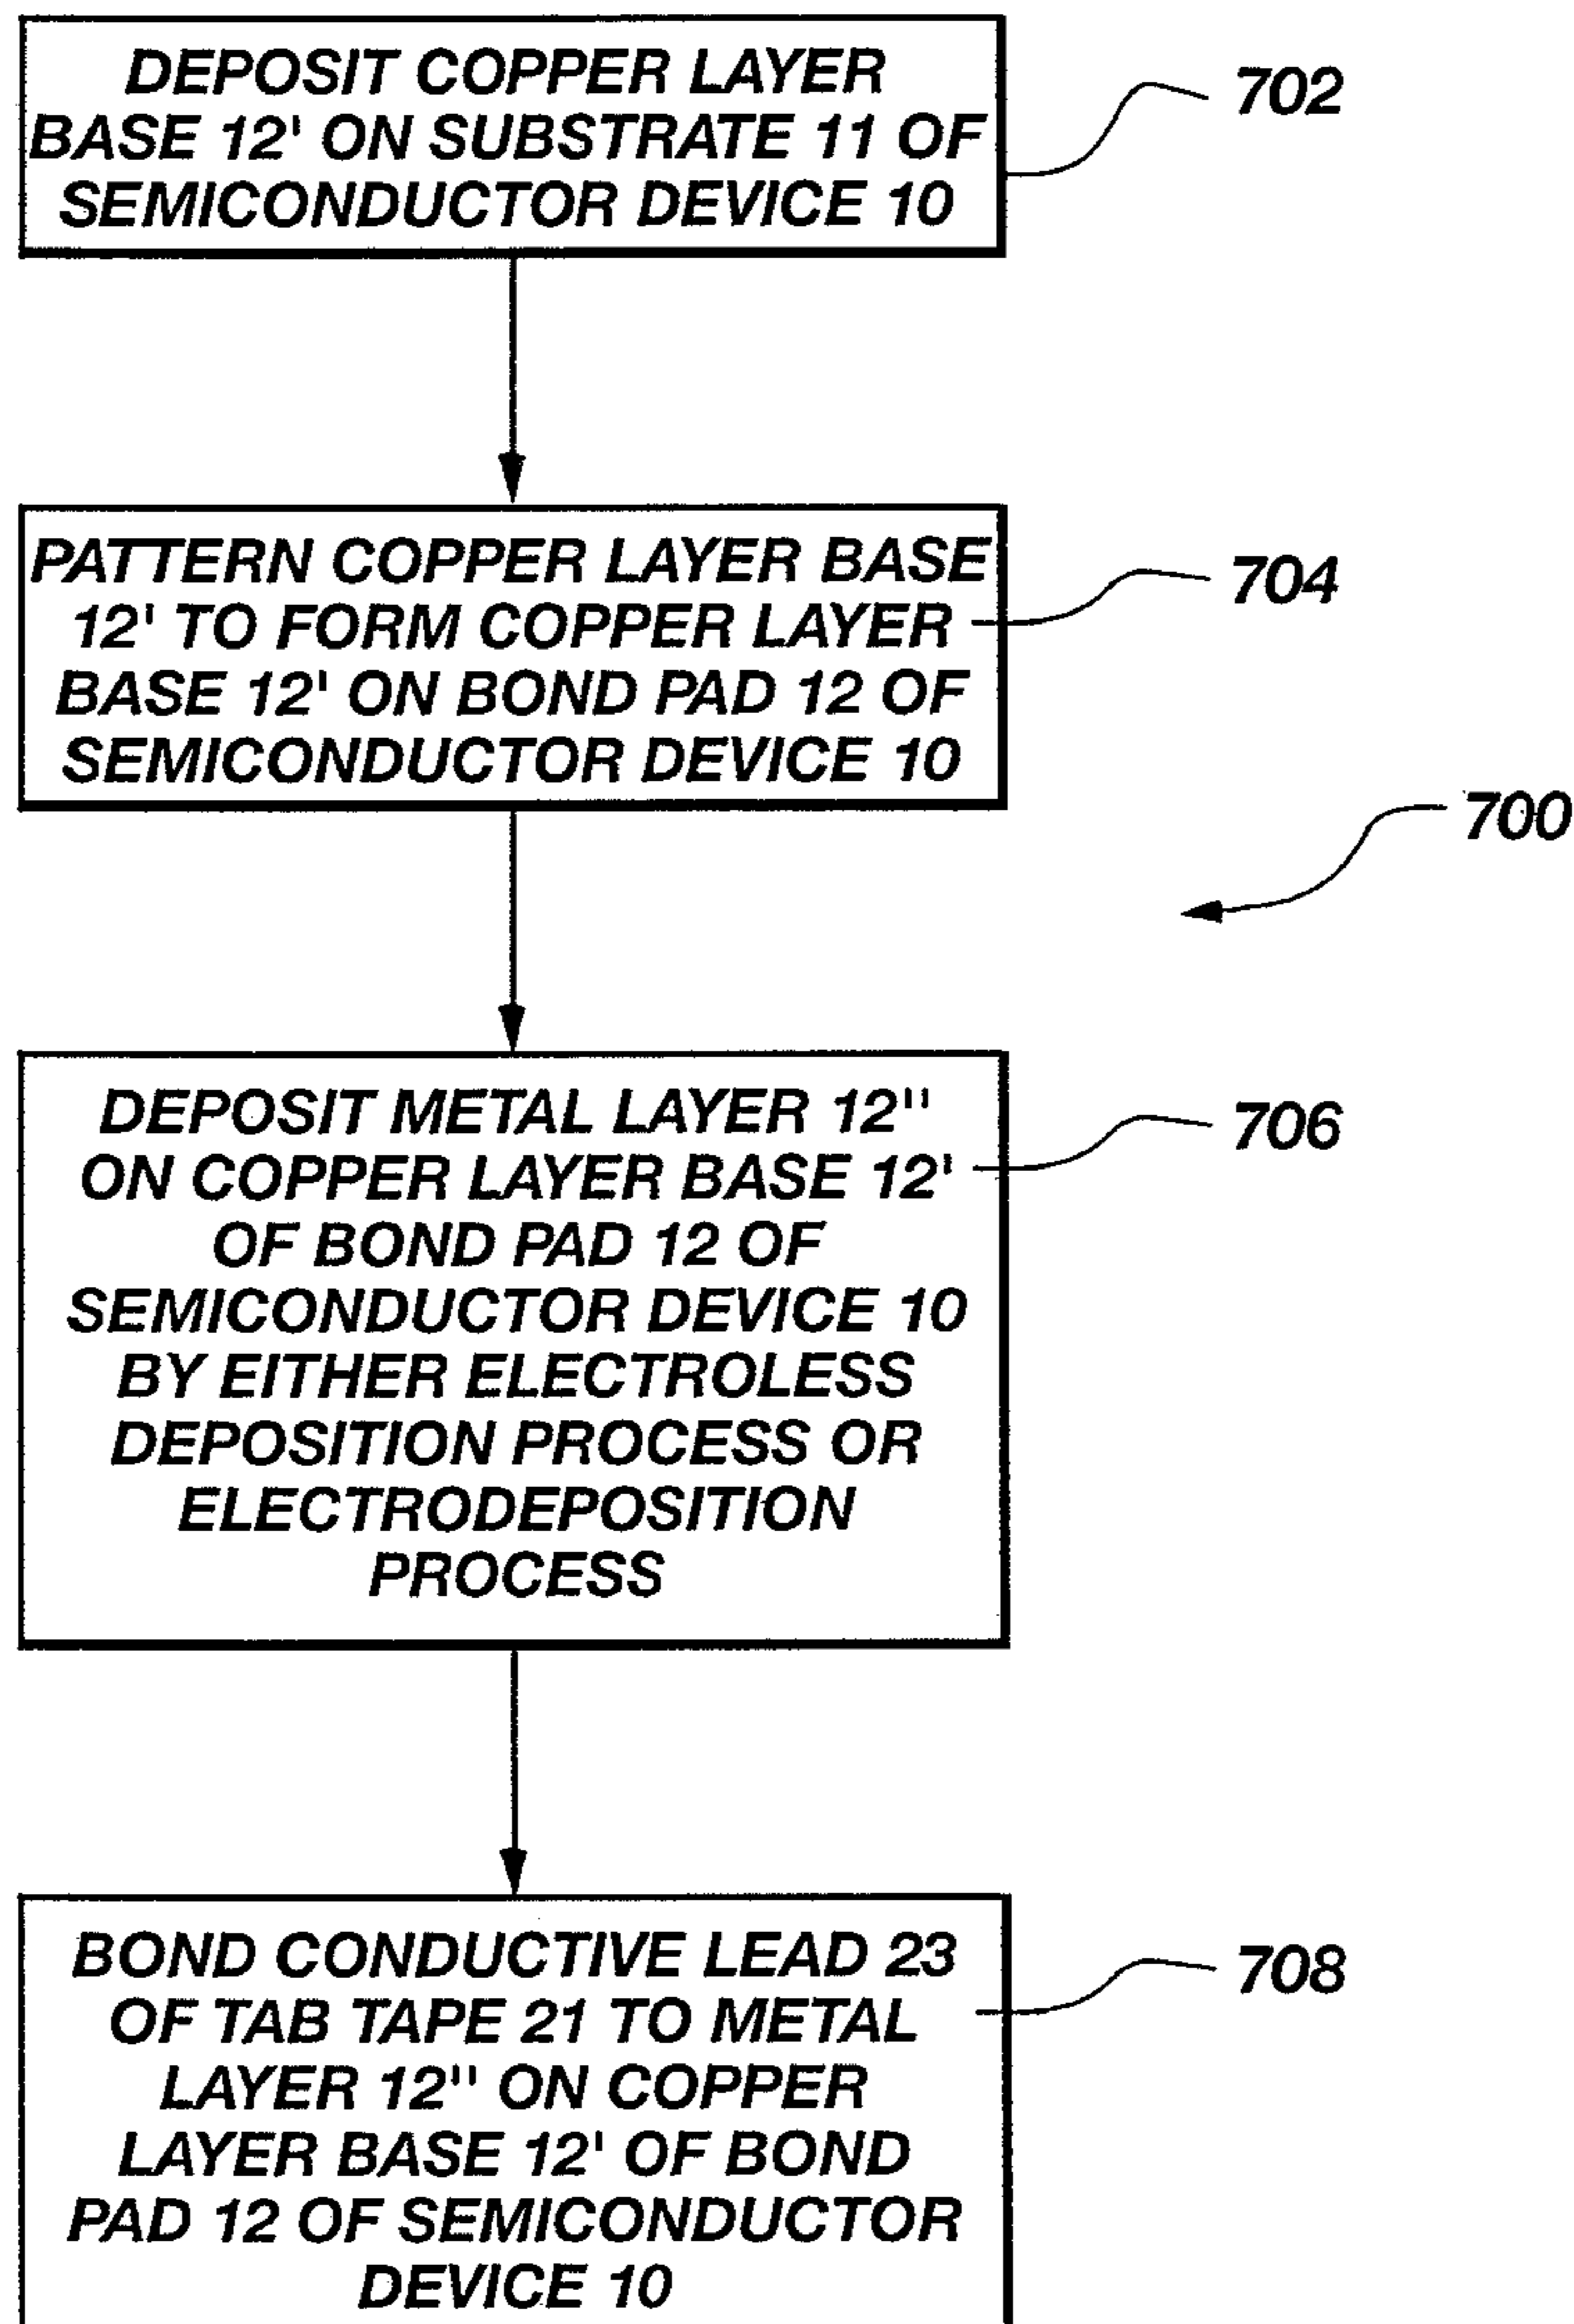 DEPOSIT COPPER LAYER
BASE 12' ON SUBSTRATE 11 OF
SEMICONDUCTOR DEVICE 10
702
PATTERN COPPER LAYER BASE
12' TO FORM COPPER LAYER
BASE 12' ON BOND PAD 12 OF
SEMICONDUCTOR DEVICE 10
704
700
DEPOSIT METAL LAYER 12"
ON COPPER LAYER BASE 12'
OF BOND PAD 12 OF
SEMICONDUCTOR DEVICE 10
BY EITHER ELECTROLESS
DEPOSITION PROCESS OR
ELECTRODEPOSITION
PROCESS
706
BOND CONDUCTIVE LEAD 23
OF TAB TAPE 21 TO METAL
LAYER 12" ON COPPER
LAYER BASE 12' OF BOND
PAD 12 OF SEMICONDUCTOR
DEVICE 10
708